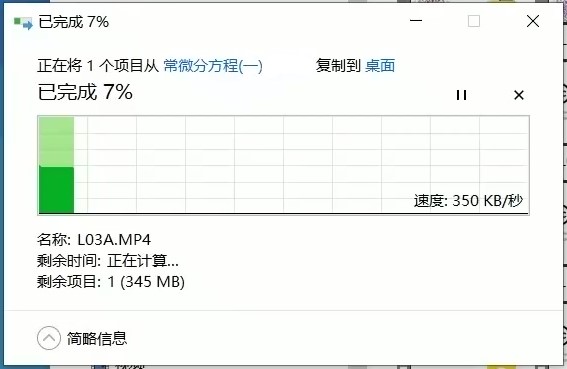 已完成 7%
正在将 1 个项目从 常微分方程(一) 复制到 桌面
已完成 7%
速度: 350 KB/秒
名称: L03A.MP4
剩余时间: 正在计算...
剩余项目: 1 (345 MB)
简略信息